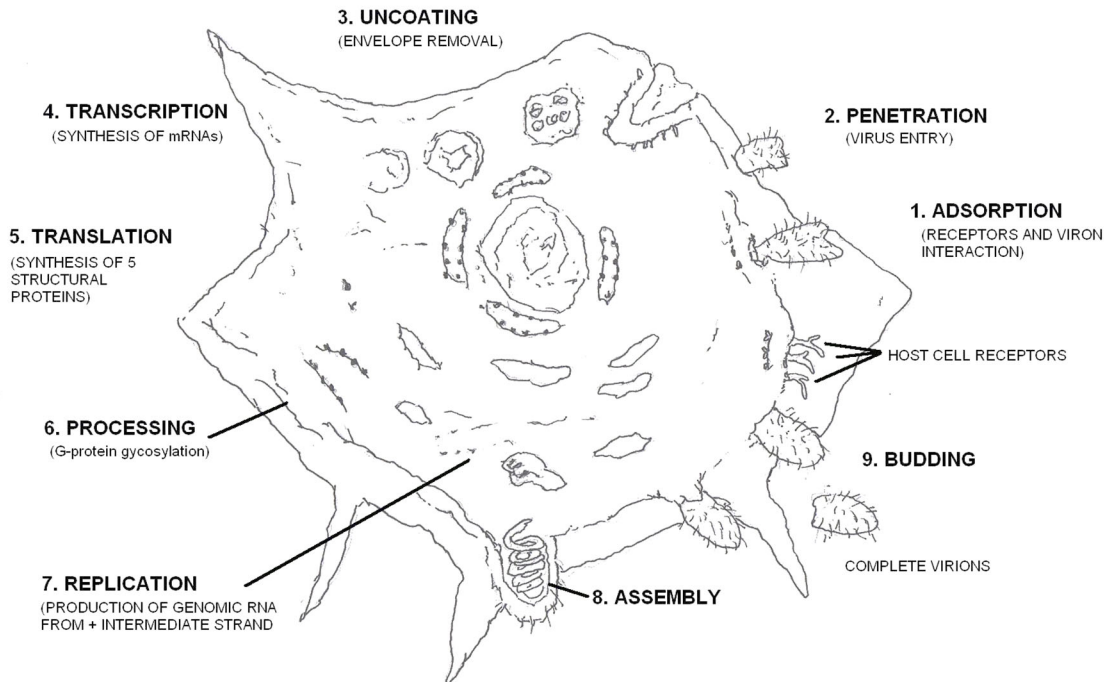 3. UNCOATING
(ENVELOPE REMOVAL)
4. TRANSCRIPTION
(SYNTHESIS OF mRNAs)
2. PENETRATION
(VIRUS ENTRY)
1. ADSORPTION
(RECEPTORS AND VIRON
INTERACTION)
5. TRANSLATION
(SYNTHESIS OF 5
STRUCTURAL
PROTEINS)
HOST CELL RECEPTORS
6. PROCESSING
(G-protein gycosylation)
9. BUDDING
COMPLETE VIRIONS
7. REPLICATION
(PRODUCTION OF GENOMIC RNA
FROM + INTERMEDIATE STRAND
8. ASSEMBLY